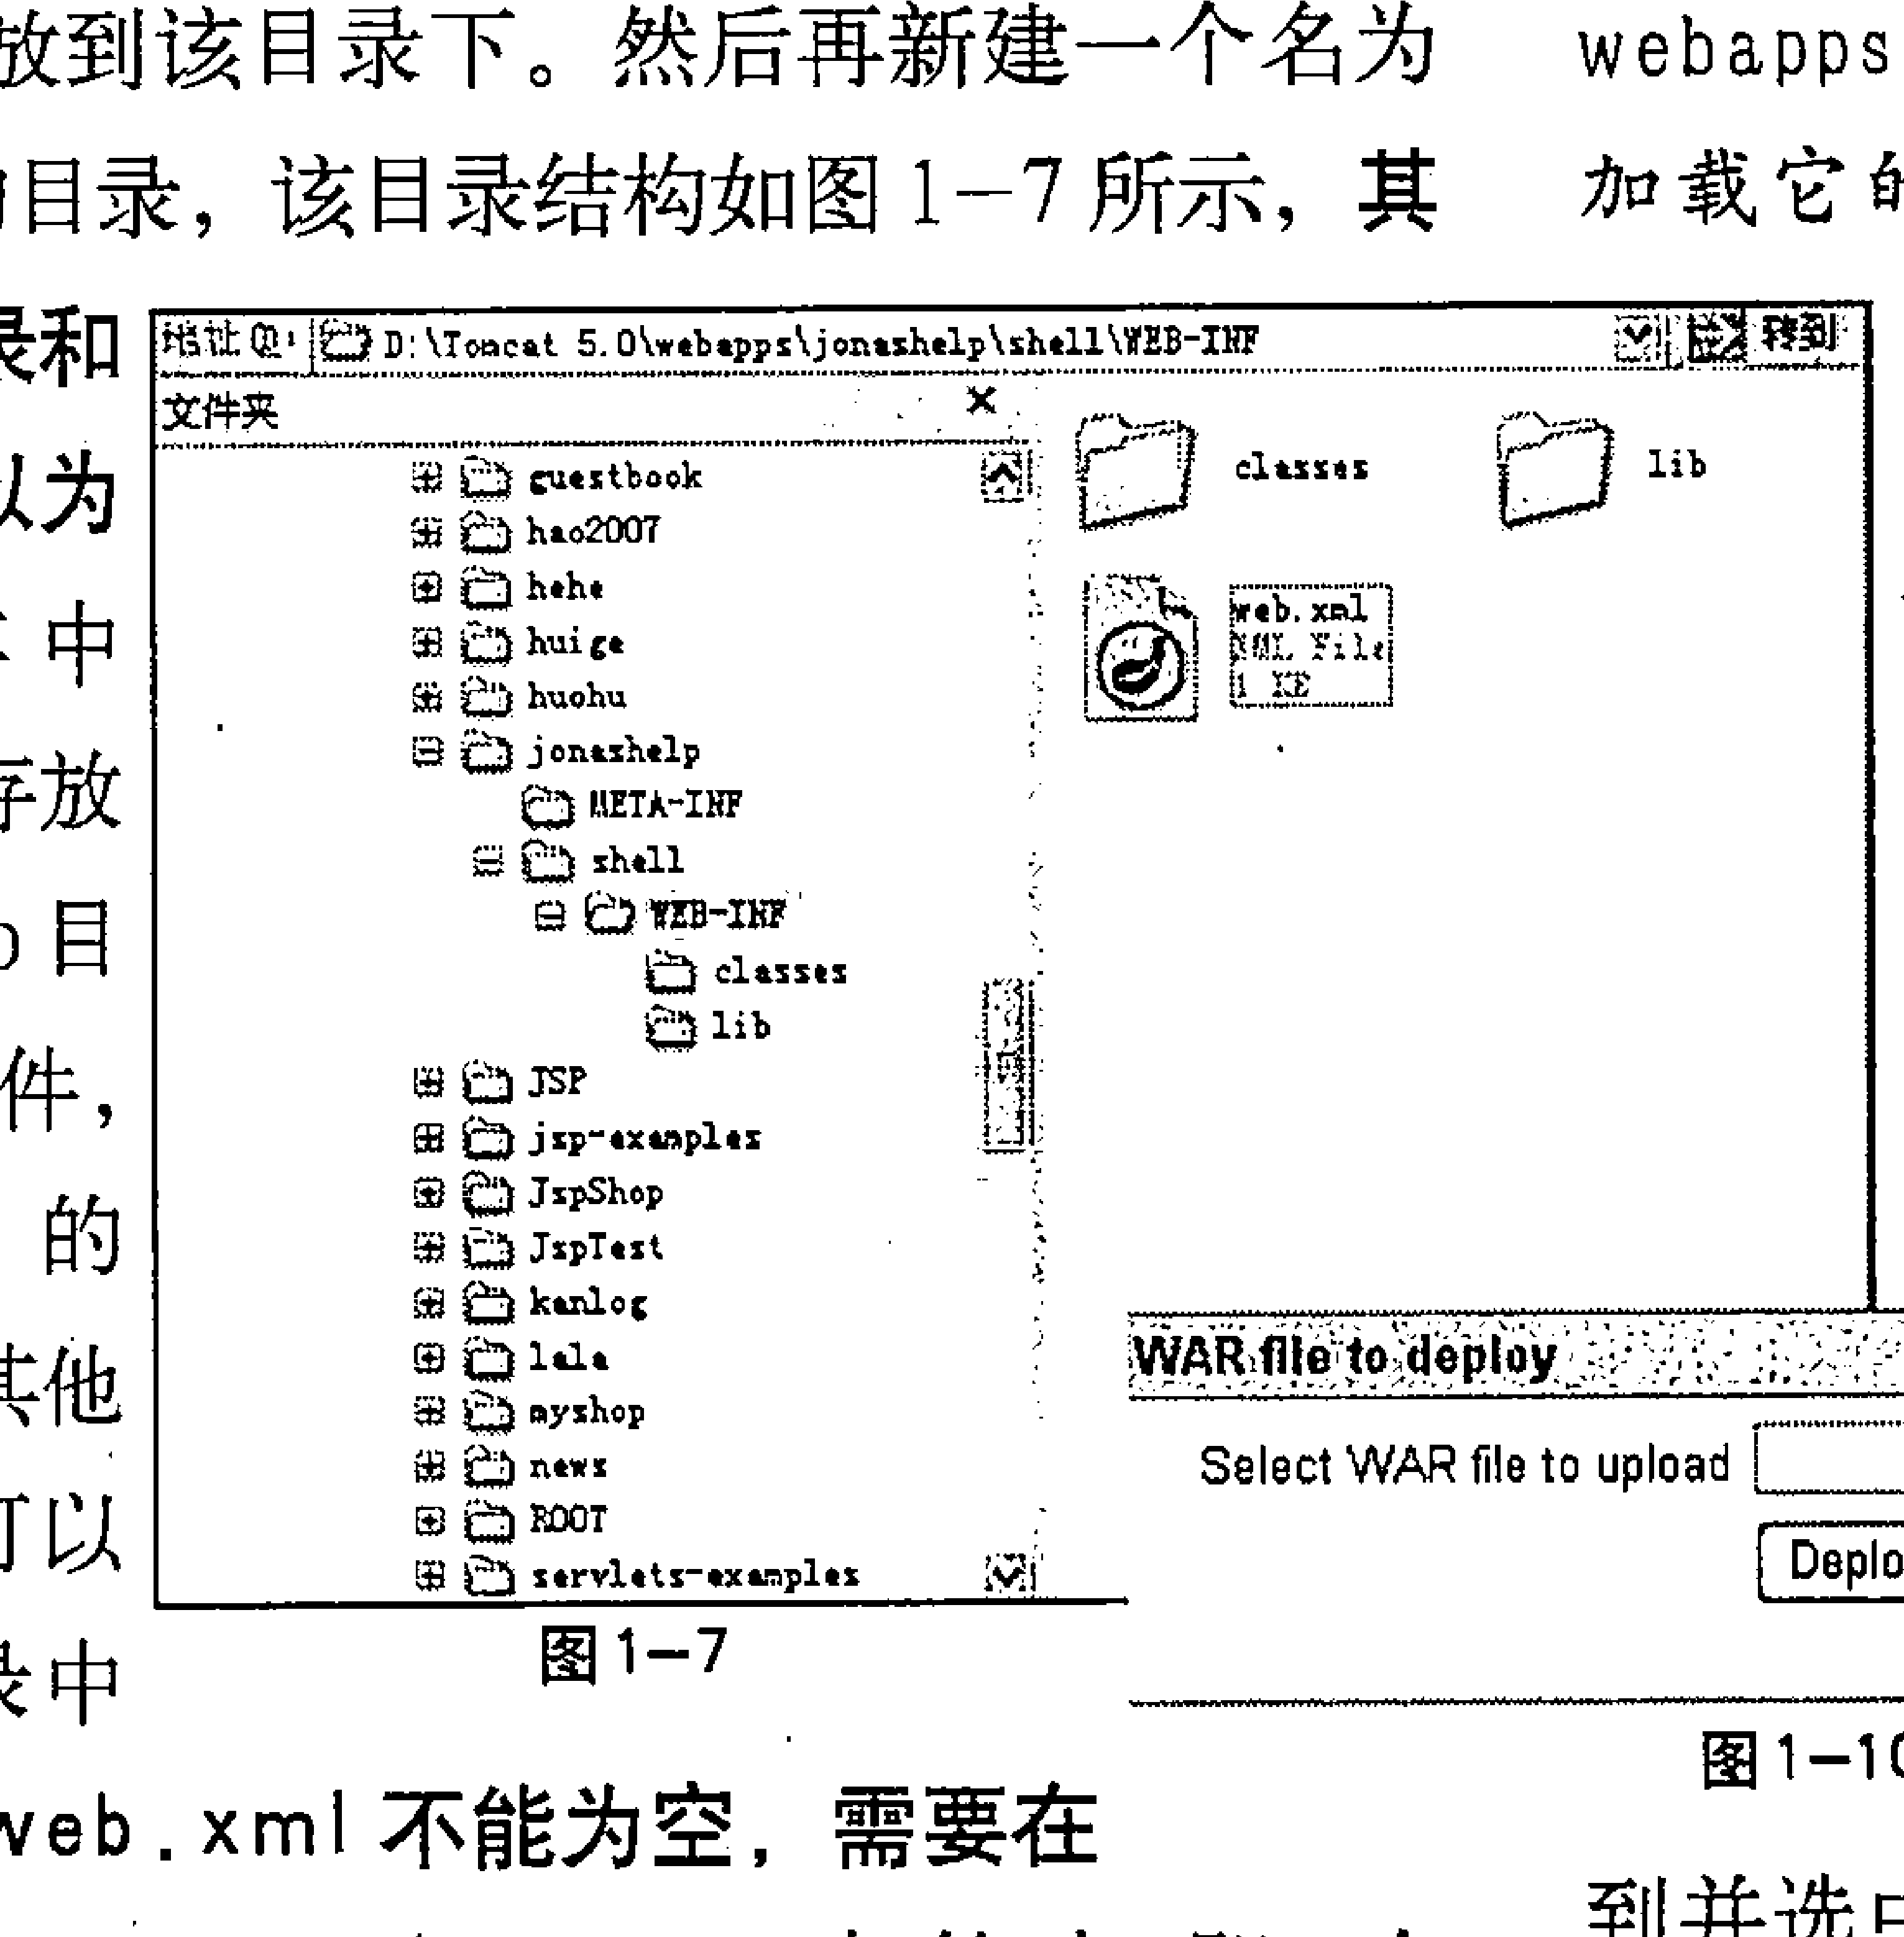 放到该目录下。然后再新建一个名为
目录，该目录结构如图 1-7 所示，其
录和
以为
中
存放
目
件，
的
其他
可以
录中
地址(D): D:\Tomcat 5.0\webapps\jonashelp\shell\WEB-INF 转到
文件夹 ×
guestbook
hao2007
hehe
huige
huohu
jonashelp
META-INF
shell
WEB-INF
classes
lib
JSP
jsp-examples
JspShop
JspTest
kanlog
lala
myshop
news
ROOT
servlets-examples
classes
lib
web.xml
XML File
1 KB
图 1-7
web.xml 不能为空，需要在
webapps
加载它的
WAR file to deploy
Select WAR file to upload
Deplo
图 1-10
到并选中